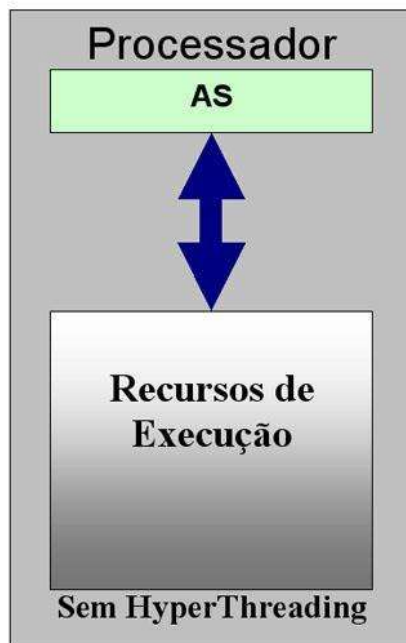 Processador
AS
Recursos de
Execução
Sem HyperThreading